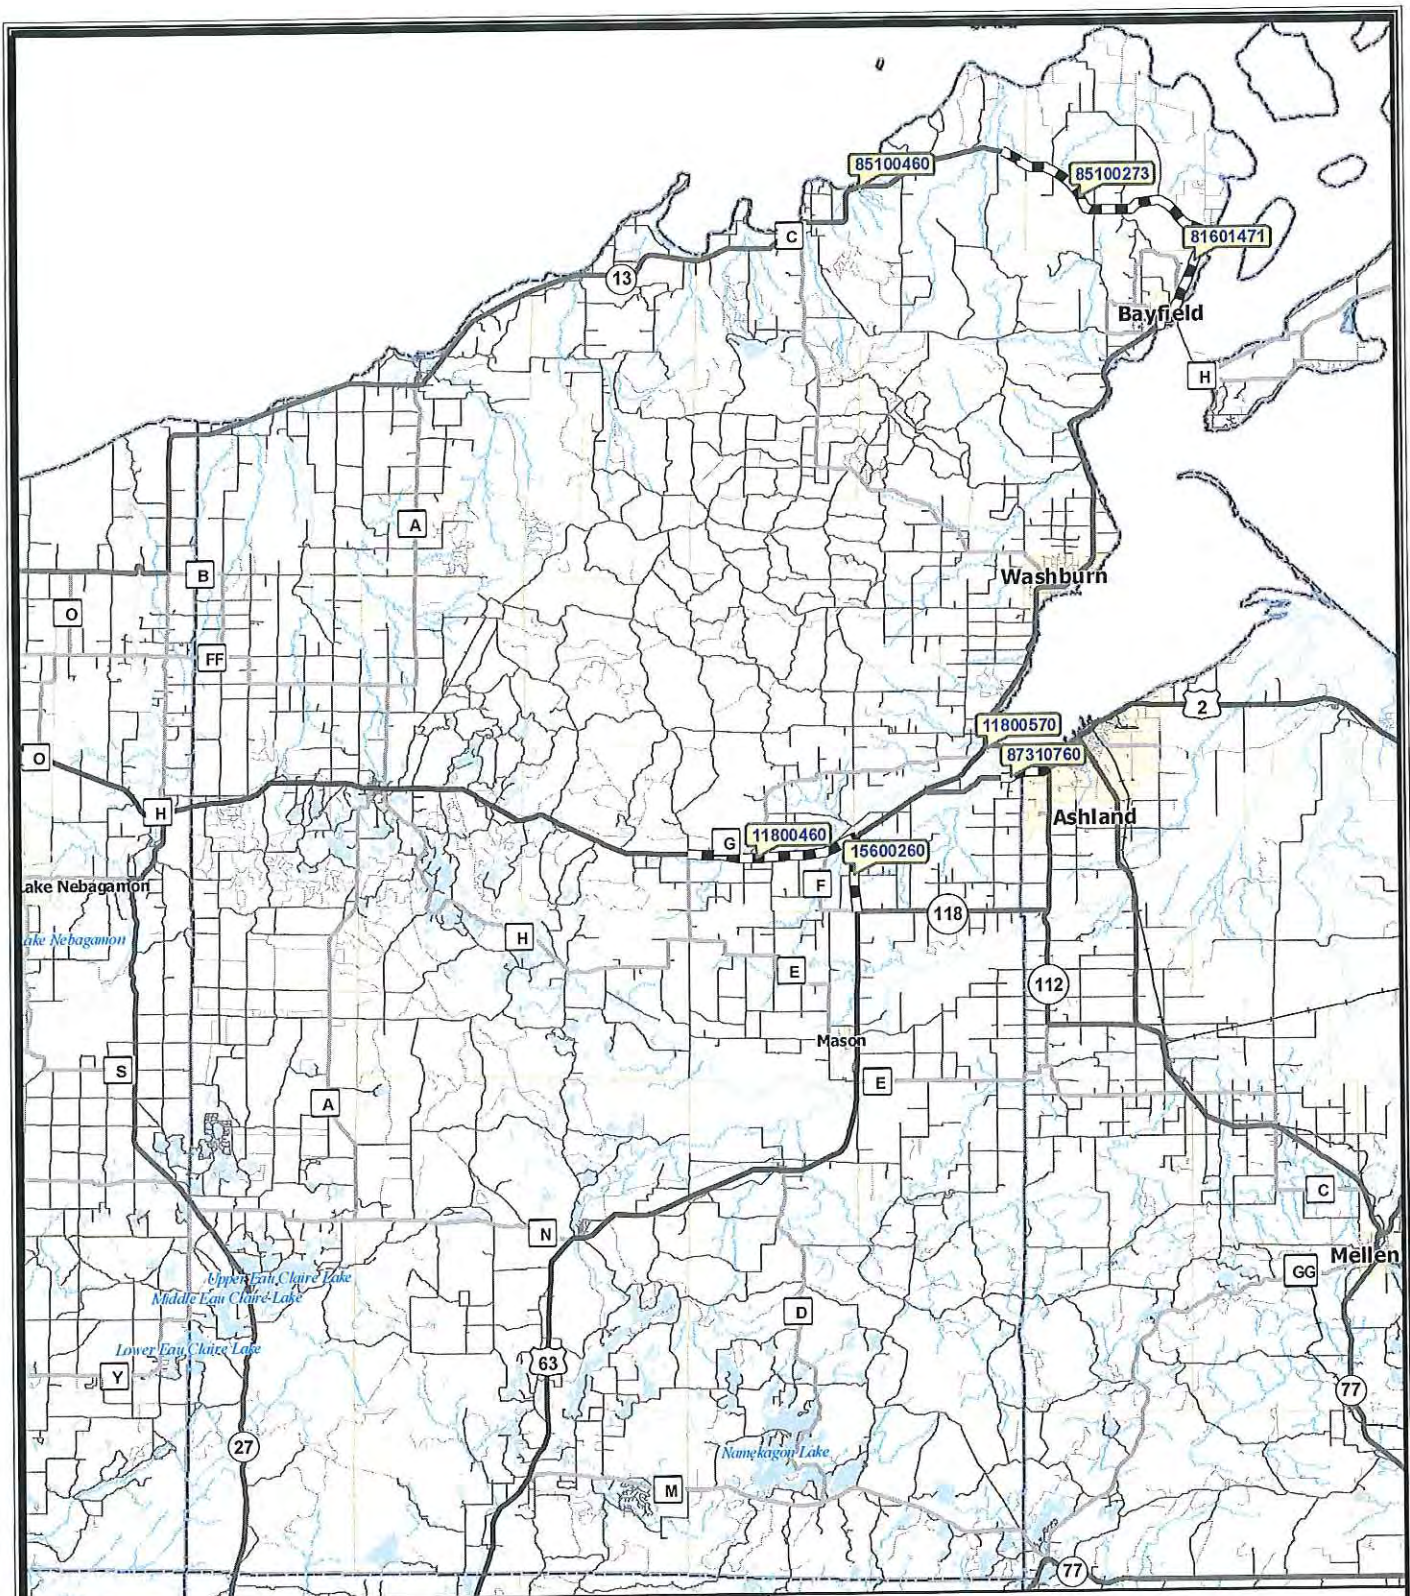 85100460
85100273
C
81601471
13
Bayfield
H
A
B
Washburn
O
FF
2
11800570
O
87310760
H
Ashland
G
11800460
15600260
F
Lake Nebagamon
118
Lake Nebagamon
H
E
112
Mason
S
E
A
C
N
Mellen
GG
Upper Eau Claire Lake
Middle Eau Claire Lake
D
Lower Eau Claire Lake
63
Y
77
27
Namekagon Lake
M
77